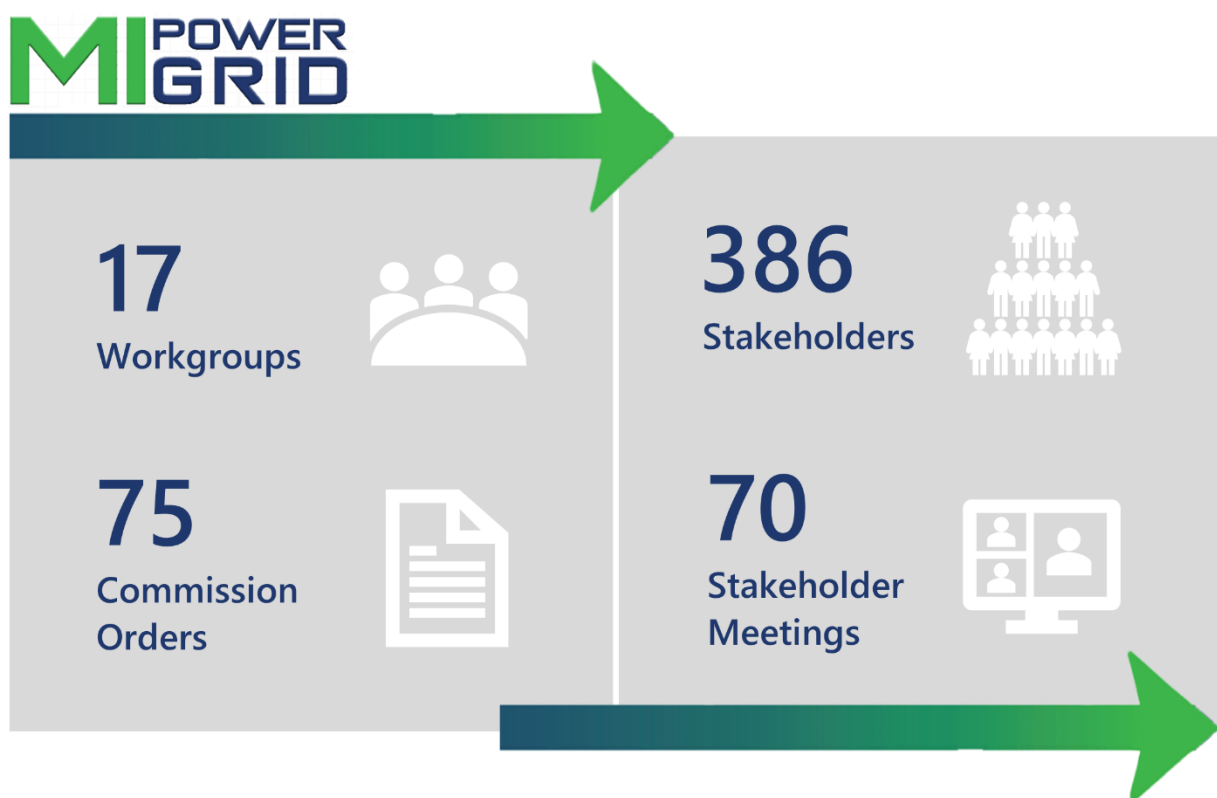 MI POWER
GRID
17
Workgroups
386
Stakeholders
75
Commission
Orders
70
Stakeholder
Meetings